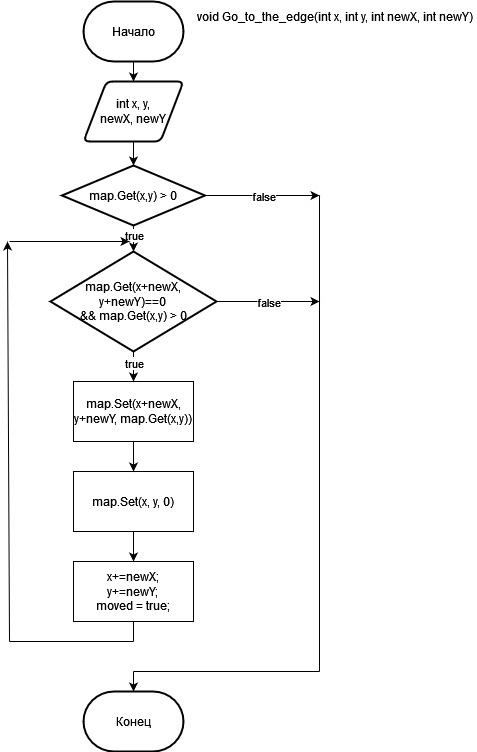 Начало
void Go_to_the_edge(int x, int y, int newX, int newY)
int x, y,
newX, newY
map.Get(x,y) > 0
false
true
map.Get(x+newX,
y+newY)==0
&& map.Get(x,y) > 0
false
true
map.Set(x+newX,
y+newY, map.Get(x,y))
map.Set(x, y, 0)
x+=newX;
y+=newY;
moved = true;
Конец